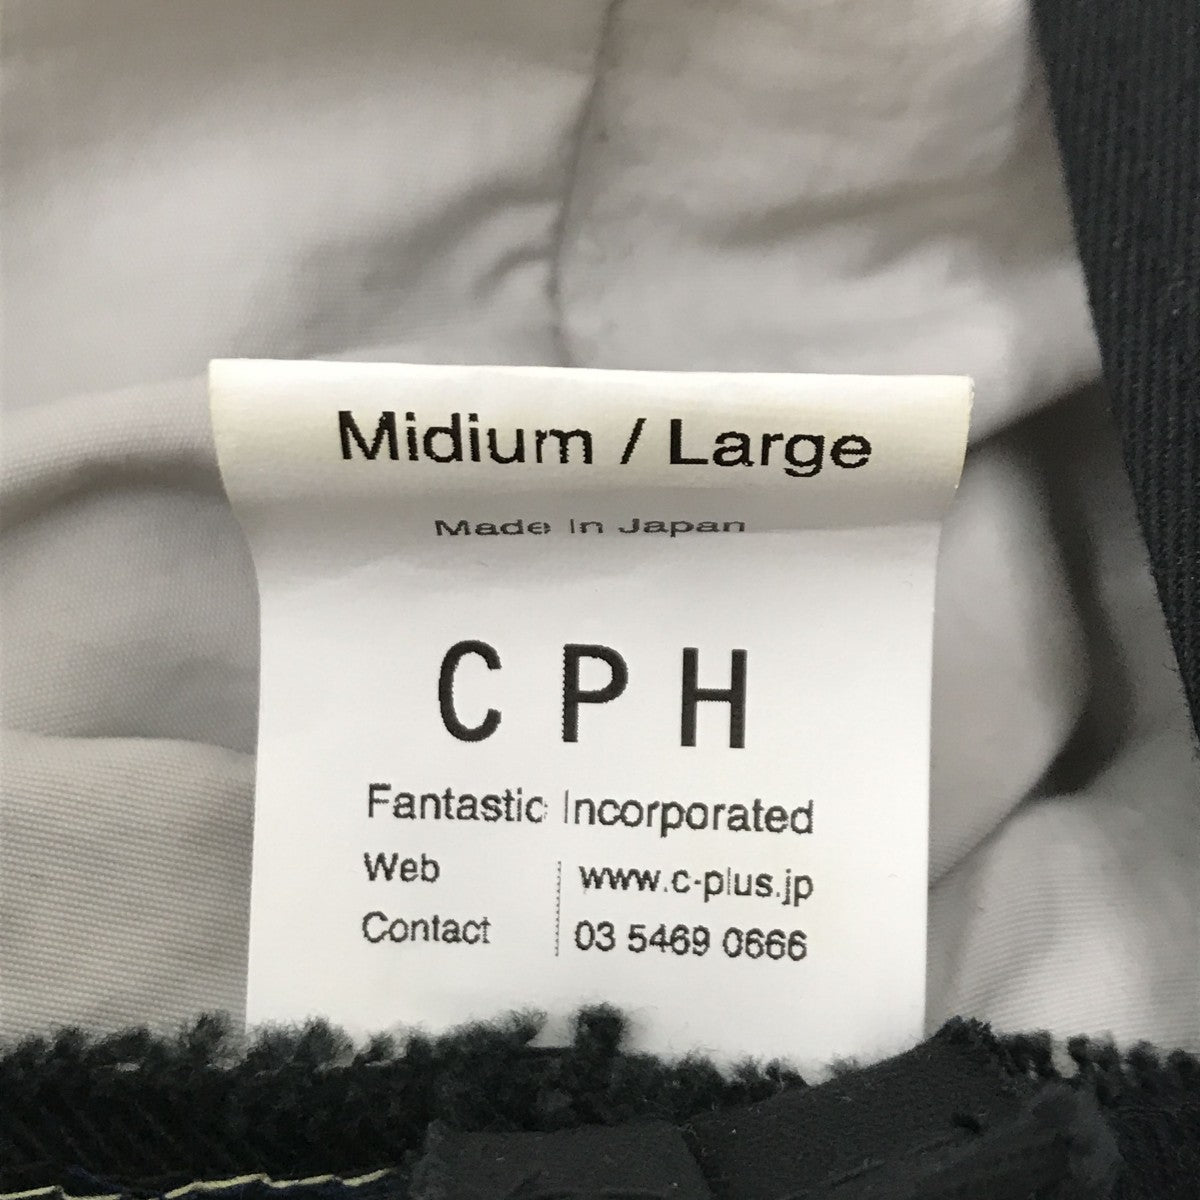 Midium / Large
Made In Japan
C P H
Fantastic Incorporated
Web www.c-plus.jp
Contact 03 5469 0666